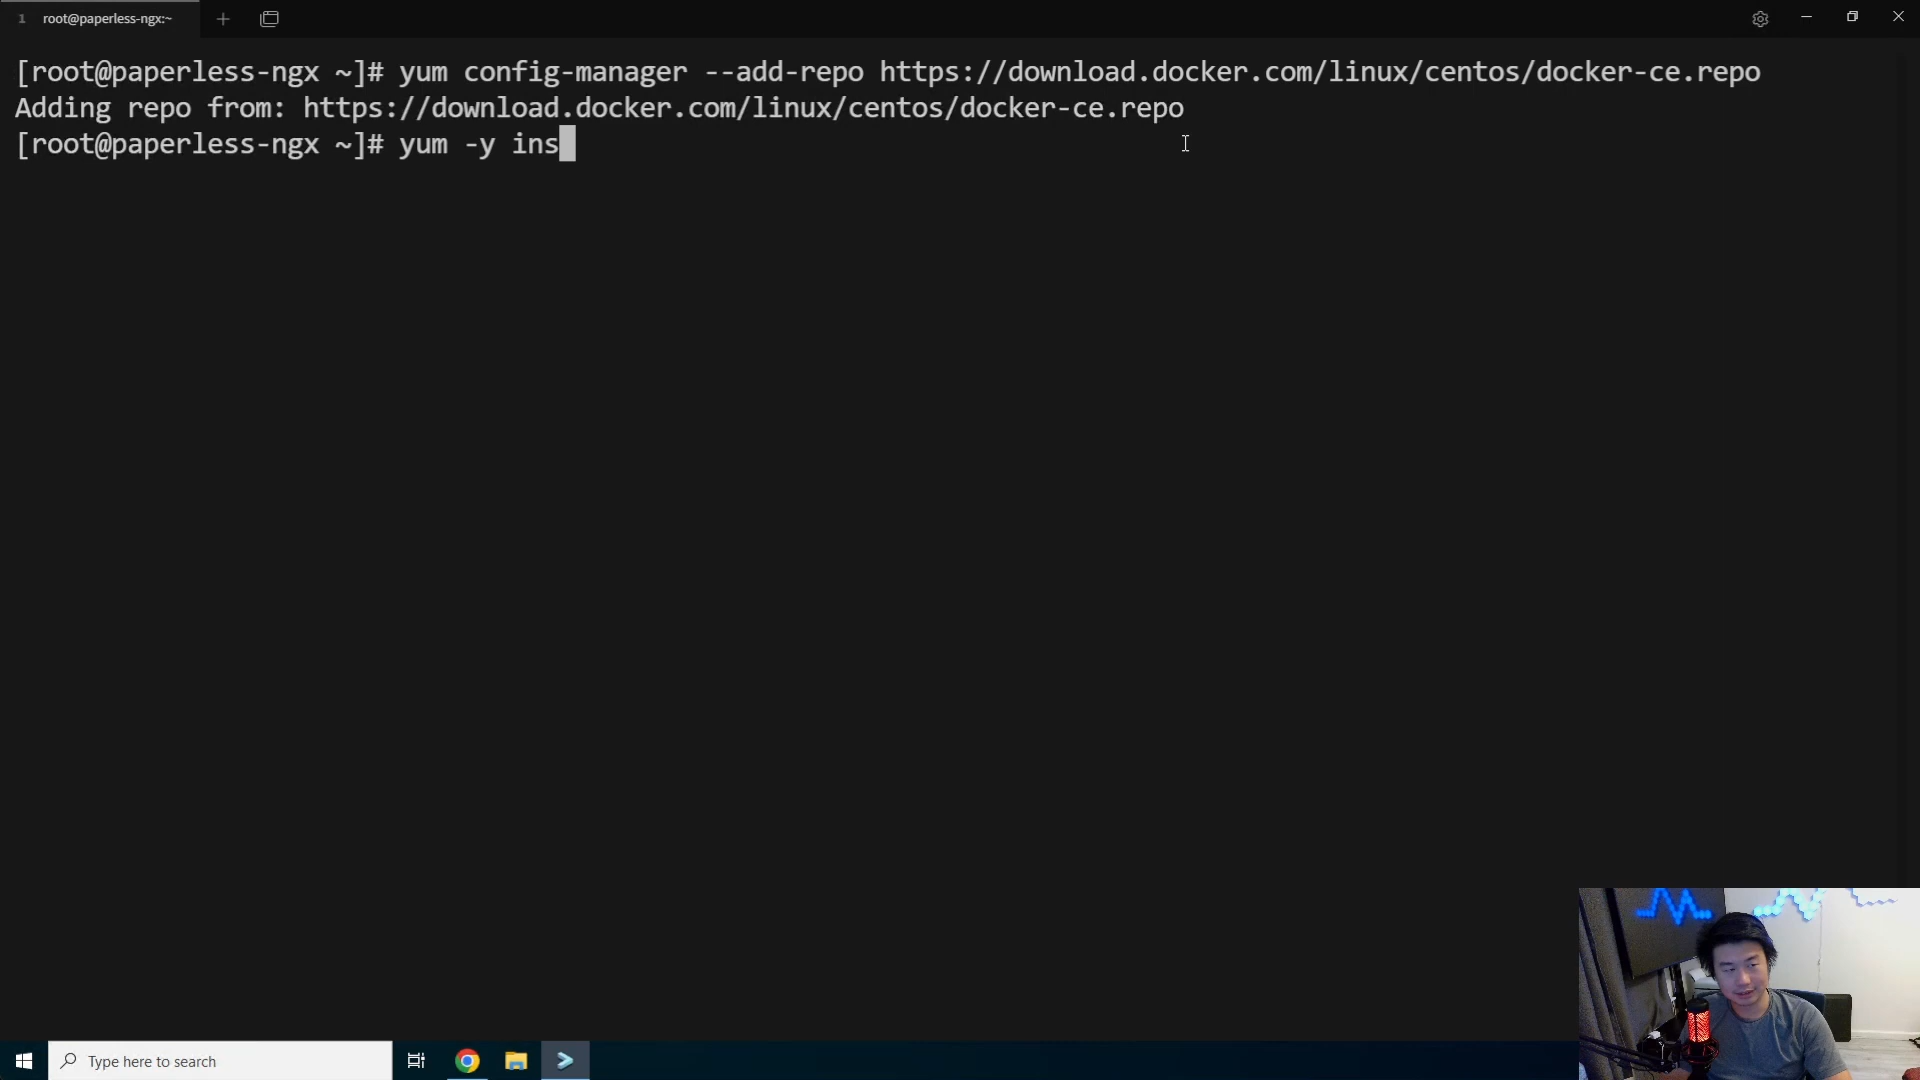 1 root@paperless-ngx:~
[root@paperless-ngx ~]# yum config-manager --add-repo https://download.docker.com/linux/centos/docker-ce.repo
Adding repo from: https://download.docker.com/linux/centos/docker-ce.repo
[root@paperless-ngx ~]# yum -y ins
Type here to search